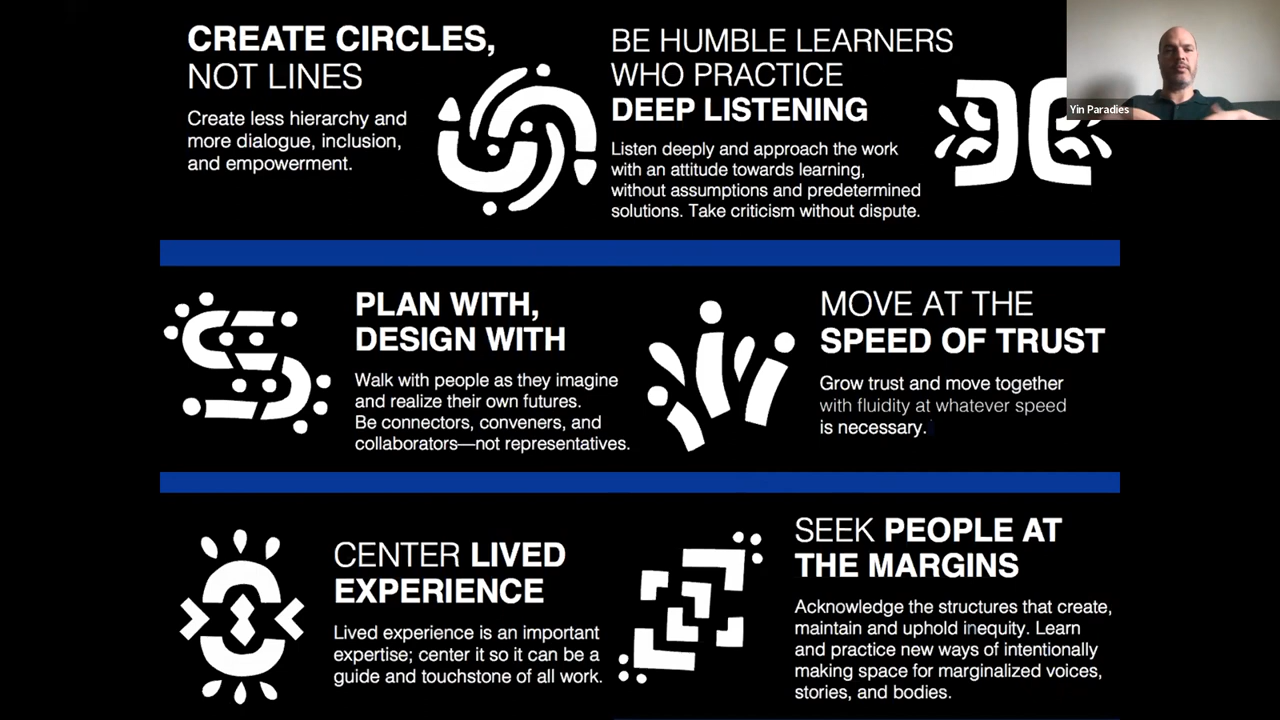 CREATE CIRCLES,
NOT LINES
Create less hierarchy and
more dialogue, inclusion,
and empowerment.
BE HUMBLE LEARNERS
WHO PRACTICE
DEEP LISTENING
Listen deeply and approach the work
with an attitude towards learning,
without assumptions and predetermined
solutions. Take criticism without dispute.
Yin Paradies
PLAN WITH,
DESIGN WITH
Walk with people as they imagine
and realize their own futures.
Be connectors, conveners, and
collaborators—not representatives.
MOVE AT THE
SPEED OF TRUST
Grow trust and move together
with fluidity at whatever speed
is necessary.
CENTER LIVED
EXPERIENCE
Lived experience is an important
expertise; center it so it can be a
guide and touchstone of all work.
SEEK PEOPLE AT
THE MARGINS
Acknowledge the structures that create,
maintain and uphold inequity. Learn
and practice new ways of intentionally
making space for marginalized voices,
stories, and bodies.